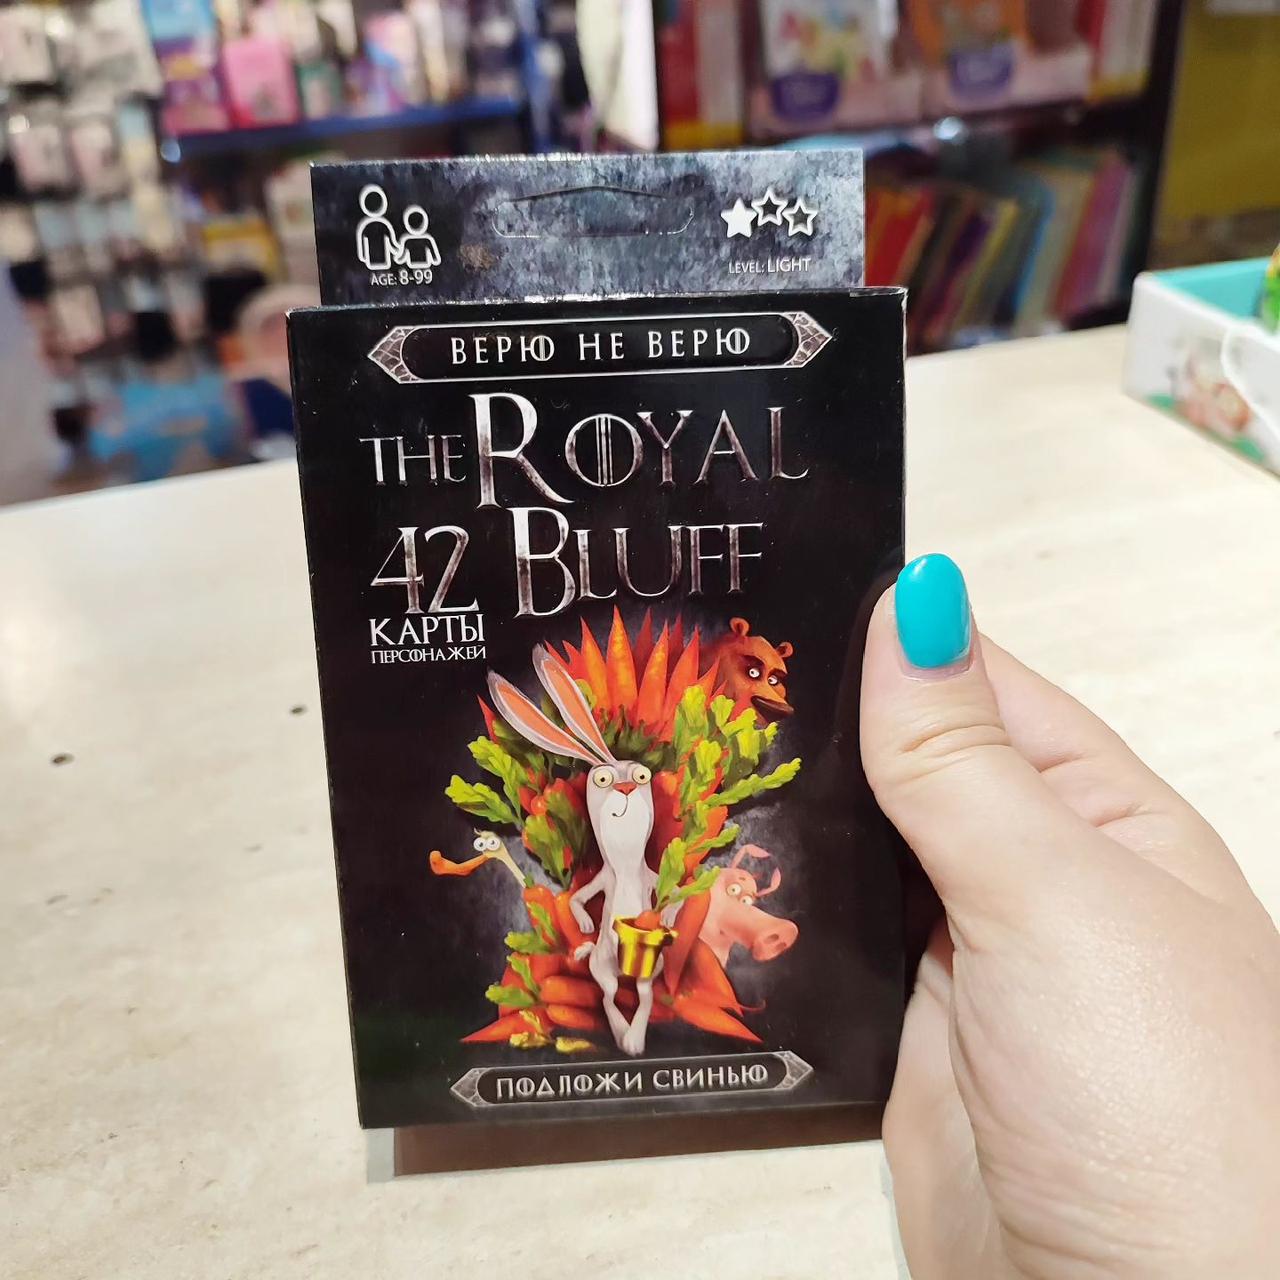 AGE: 8-99
LEVEL: LIGHT
ВЕРЮ НЕ ВЕРЮ
THE ROYAL
42 BLUFF
КАРТЫ
ПЕРСОНАЖЕЙ
ПОДЛОЖИ СВИНЬЮ